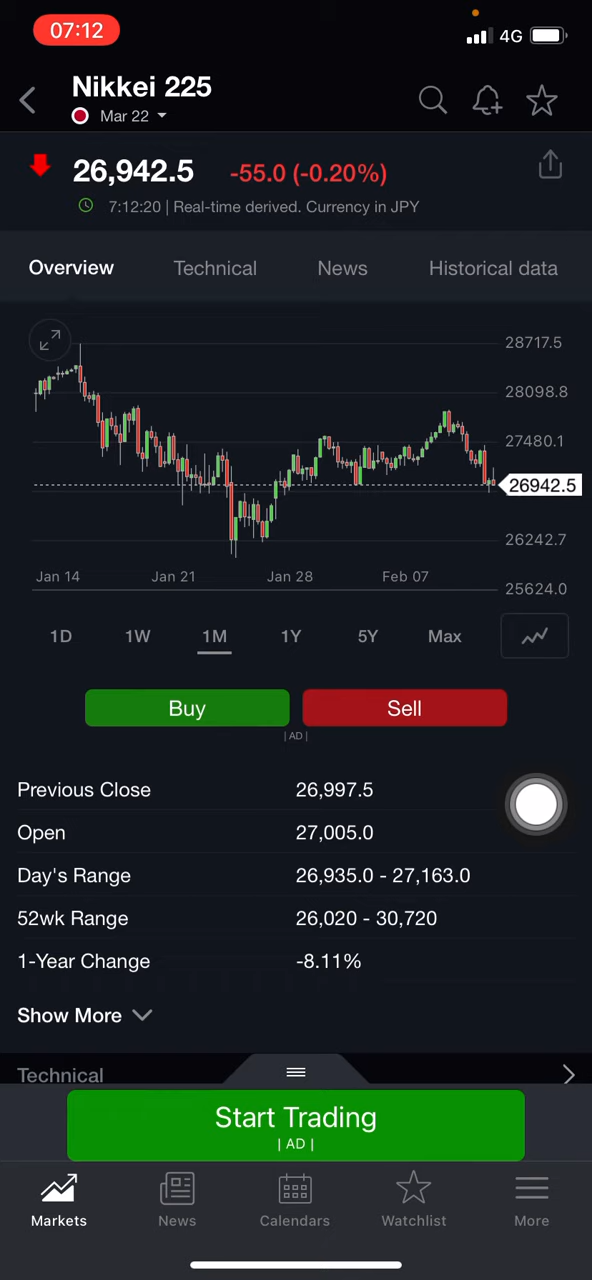 07:12
4G
Nikkei 225
Mar 22
26,942.5 -55.0 (-0.20%)
7:12:20 | Real-time derived. Currency in JPY
Overview Technical News Historical data
28717.5
28098.8
27480.1
26942.5
26242.7
25624.0
Jan 14 Jan 21 Jan 28 Feb 07
1D 1W 1M 1Y 5Y Max
Buy Sell
| AD |
Previous Close 26,997.5
Open 27,005.0
Day's Range 26,935.0 - 27,163.0
52wk Range 26,020 - 30,720
1-Year Change -8.11%
Show More
Technical
Start Trading
| AD |
Markets News Calendars Watchlist More